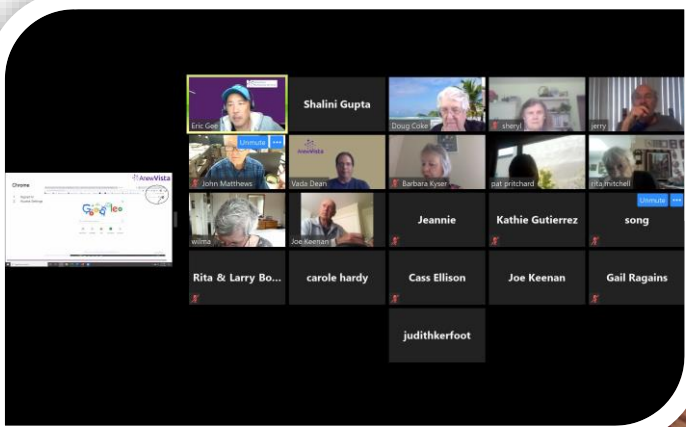 AnewVista
Chrome
Google
Eric Goe
Shalini Gupta
Doug Coke
sheryl
jerry
Unmute
John Matthews
Vada Dean
Barbara Kyser
pat pritchard
rita mitchell
wilma
Joe Keenan
Jeannie
Kathie Gutierrez
Unmute
song
Rita & Larry Bo...
carole hardy
Cass Ellison
Joe Keenan
Gail Ragains
judithkerfoot